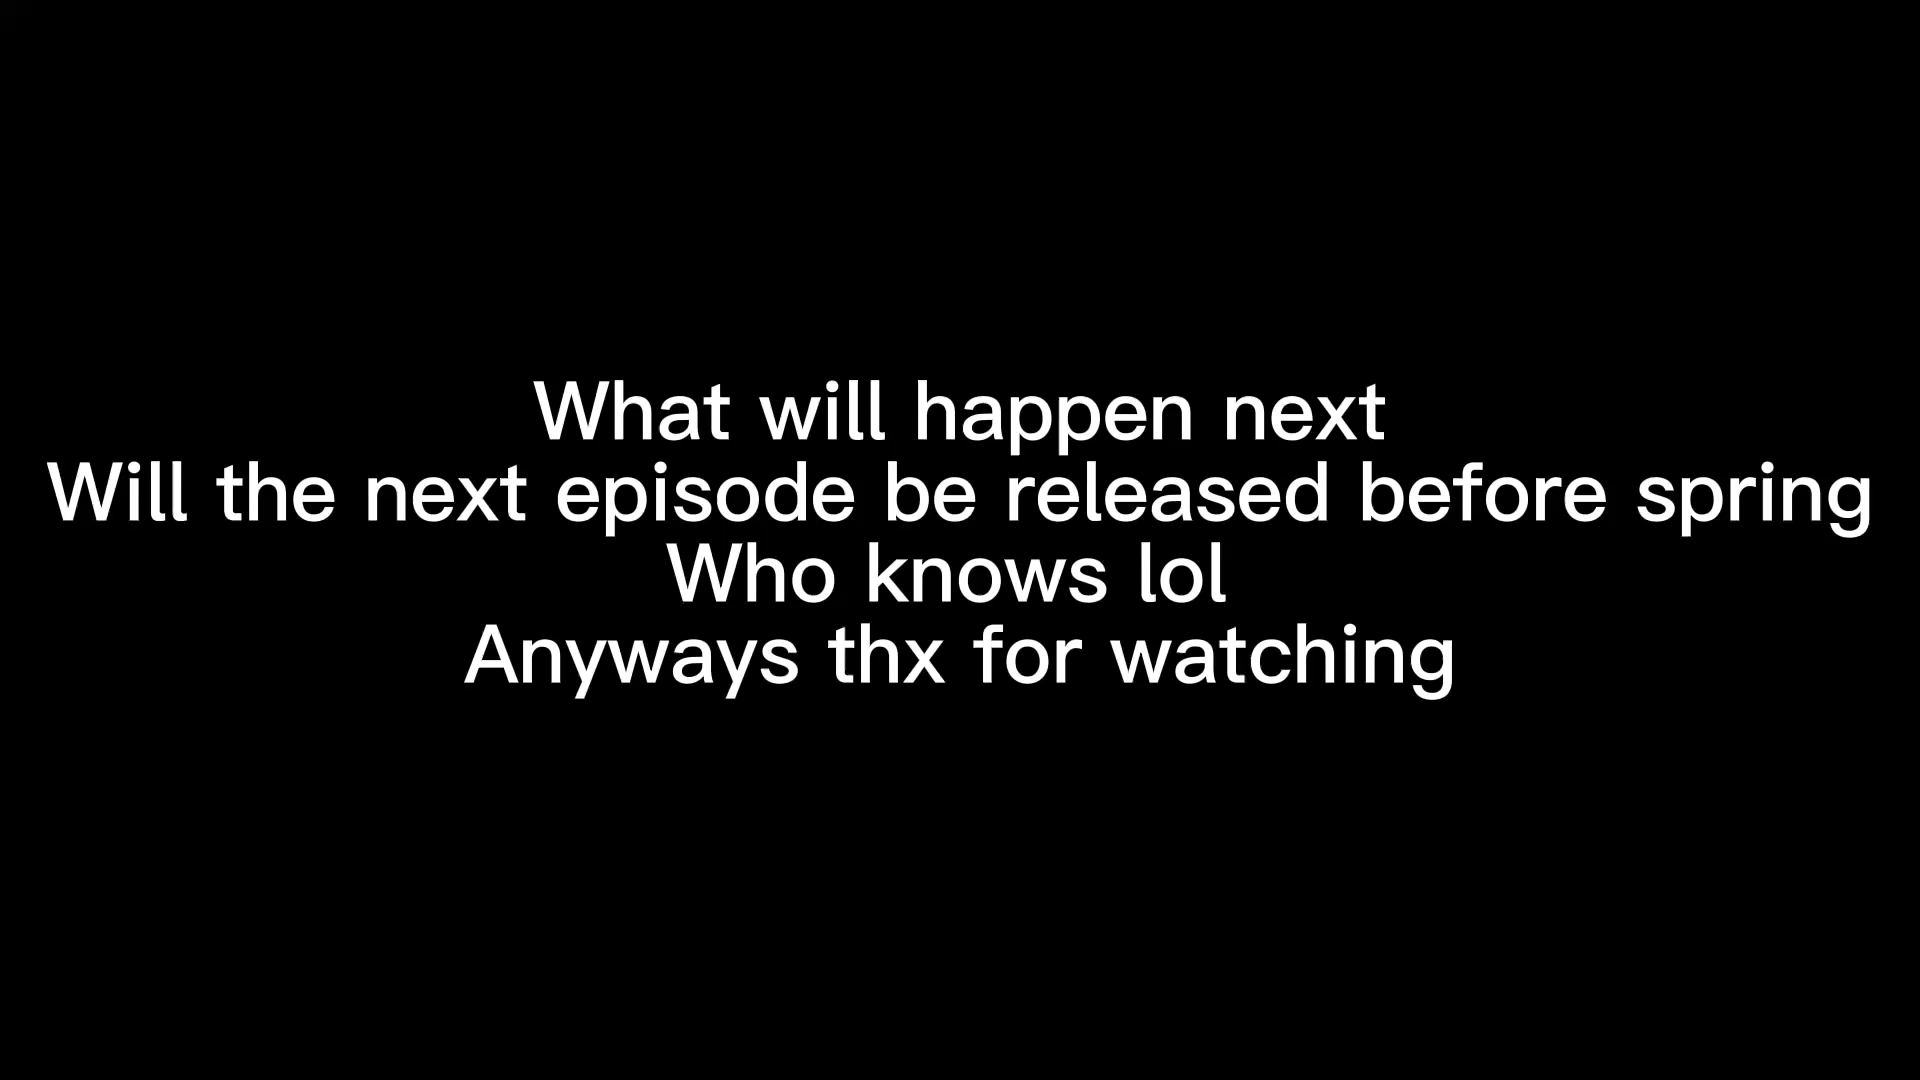 What will happen next
Will the next episode be released before spring
Who knows lol
Anyways thx for watching